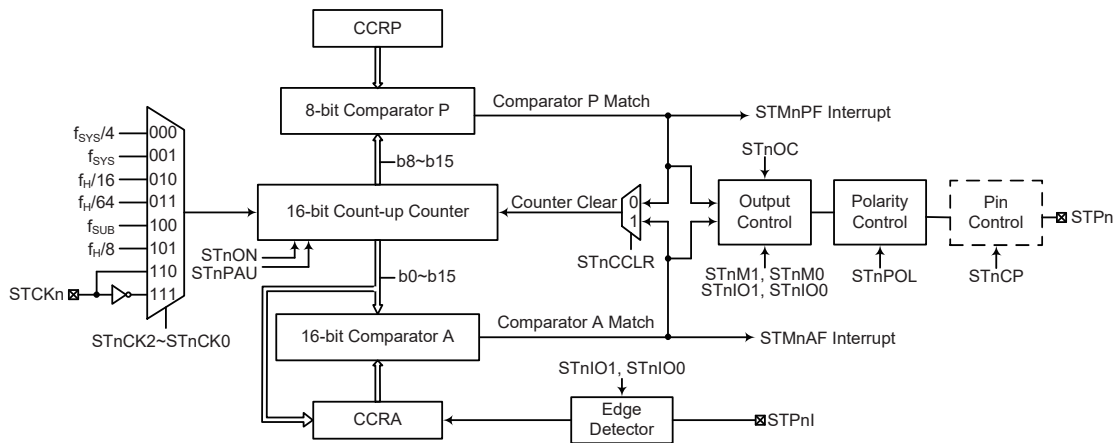 CCRP
8-bit Comparator P
Comparator P Match
STMnPF Interrupt
b8~b15
fSYS/4
000
fSYS
001
fH/16
010
fH/64
011
fSUB
100
fH/8
101
110
111
STCKn
STnCK2~STnCK0
16-bit Count-up Counter
STnON
STnPAU
Counter Clear
0
1
STnCCLR
STnOC
Output
Control
STnM1, STnM0
STnIO1, STnIO0
Polarity
Control
STnPOL
Pin
Control
STnCP
STPn
b0~b15
16-bit Comparator A
Comparator A Match
STMnAF Interrupt
STnIO1, STnIO0
CCRA
Edge
Detector
STPnI